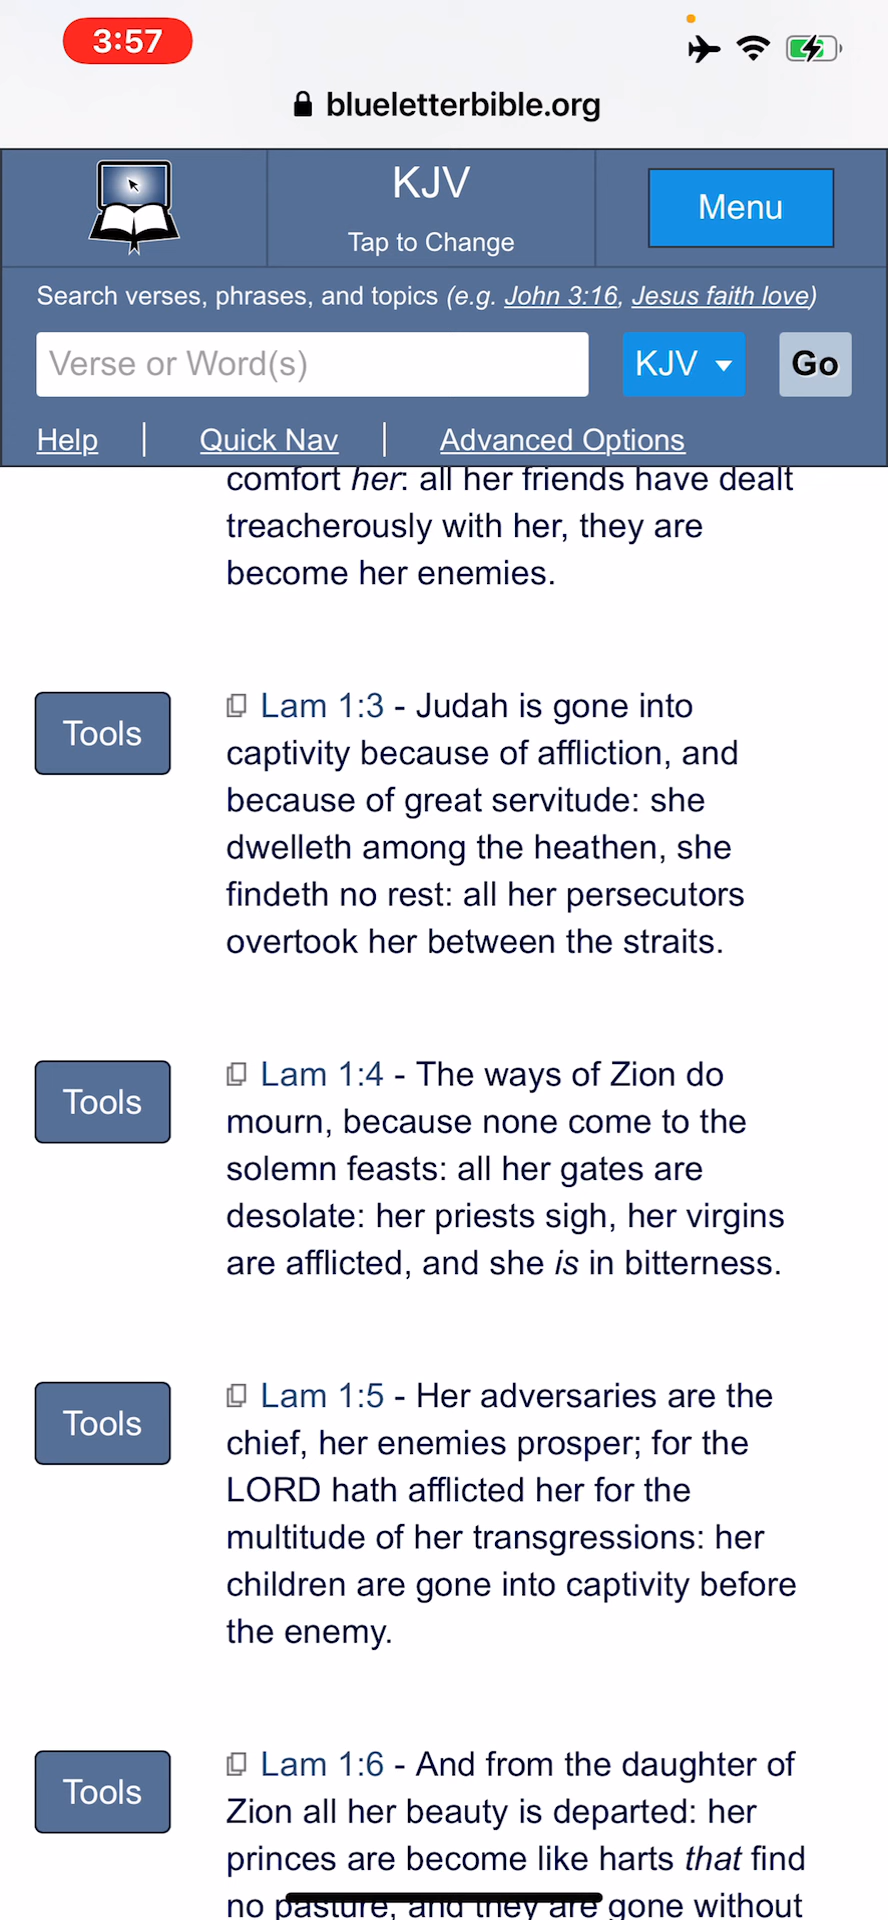 3:57
blueletterbible.org
KJV
Tap to Change
Menu
Search verses, phrases, and topics (e.g. John 3:16, Jesus faith love)
Verse or Word(s)
KJV
Go
Help | Quick Nav | Advanced Options
comfort her: all her friends have dealt
treacherously with her, they are
become her enemies.
Tools
Lam 1:3 - Judah is gone into
captivity because of affliction, and
because of great servitude: she
dwelleth among the heathen, she
findeth no rest: all her persecutors
overtook her between the straits.
Tools
Lam 1:4 - The ways of Zion do
mourn, because none come to the
solemn feasts: all her gates are
desolate: her priests sigh, her virgins
are afflicted, and she is in bitterness.
Tools
Lam 1:5 - Her adversaries are the
chief, her enemies prosper; for the
LORD hath afflicted her for the
multitude of her transgressions: her
children are gone into captivity before
the enemy.
Tools
Lam 1:6 - And from the daughter of
Zion all her beauty is departed: her
princes are become like harts that find
no pasture, and they are gone without